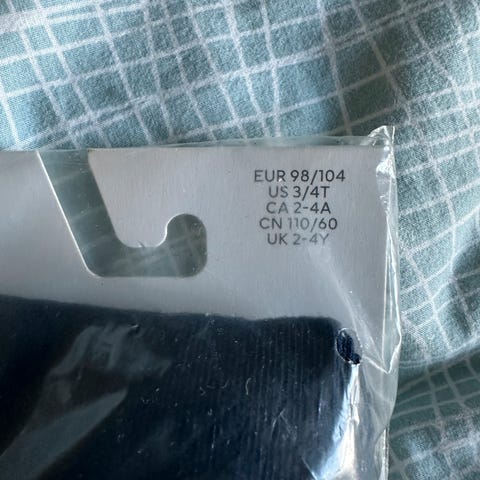 EUR 98/104
US 3/4T
CA 2-4A
CN 110/60
UK 2-4Y